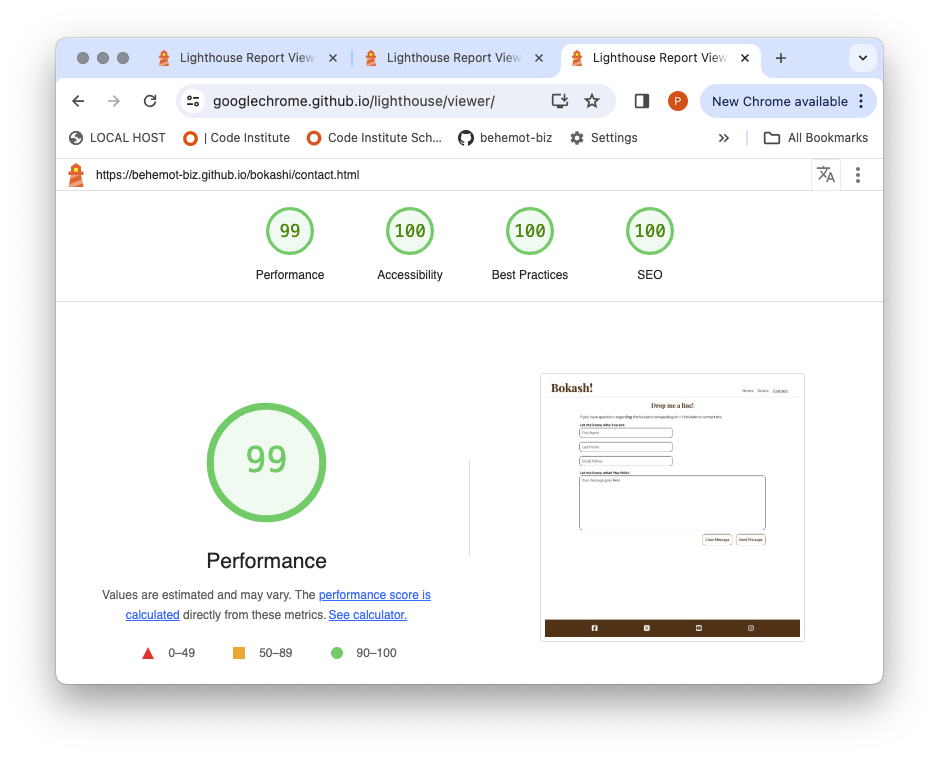 Lighthouse Report View
Lighthouse Report View
Lighthouse Report View
googlechrome.github.io/lighthouse/viewer/
P
New Chrome available
LOCAL HOST
| Code Institute
Code Institute Sch...
behemot-biz
Settings
All Bookmarks
https://behemot-biz.github.io/bokashi/contact.html
99
100
100
100
Performance
Accessibility
Best Practices
SEO
99
Performance
Values are estimated and may vary. The performance score is
calculated directly from these metrics. See calculator.
0–49
50–89
90–100
Bokash!
Home Guide Contact
Drop me a line!
If you have questions regarding the bokashi composting don't hesitate to contact me.
Let me know who You are
First Name
Last Name
Email Adress
Let me know what You think
Your message goes here
Clear Message
Send Message